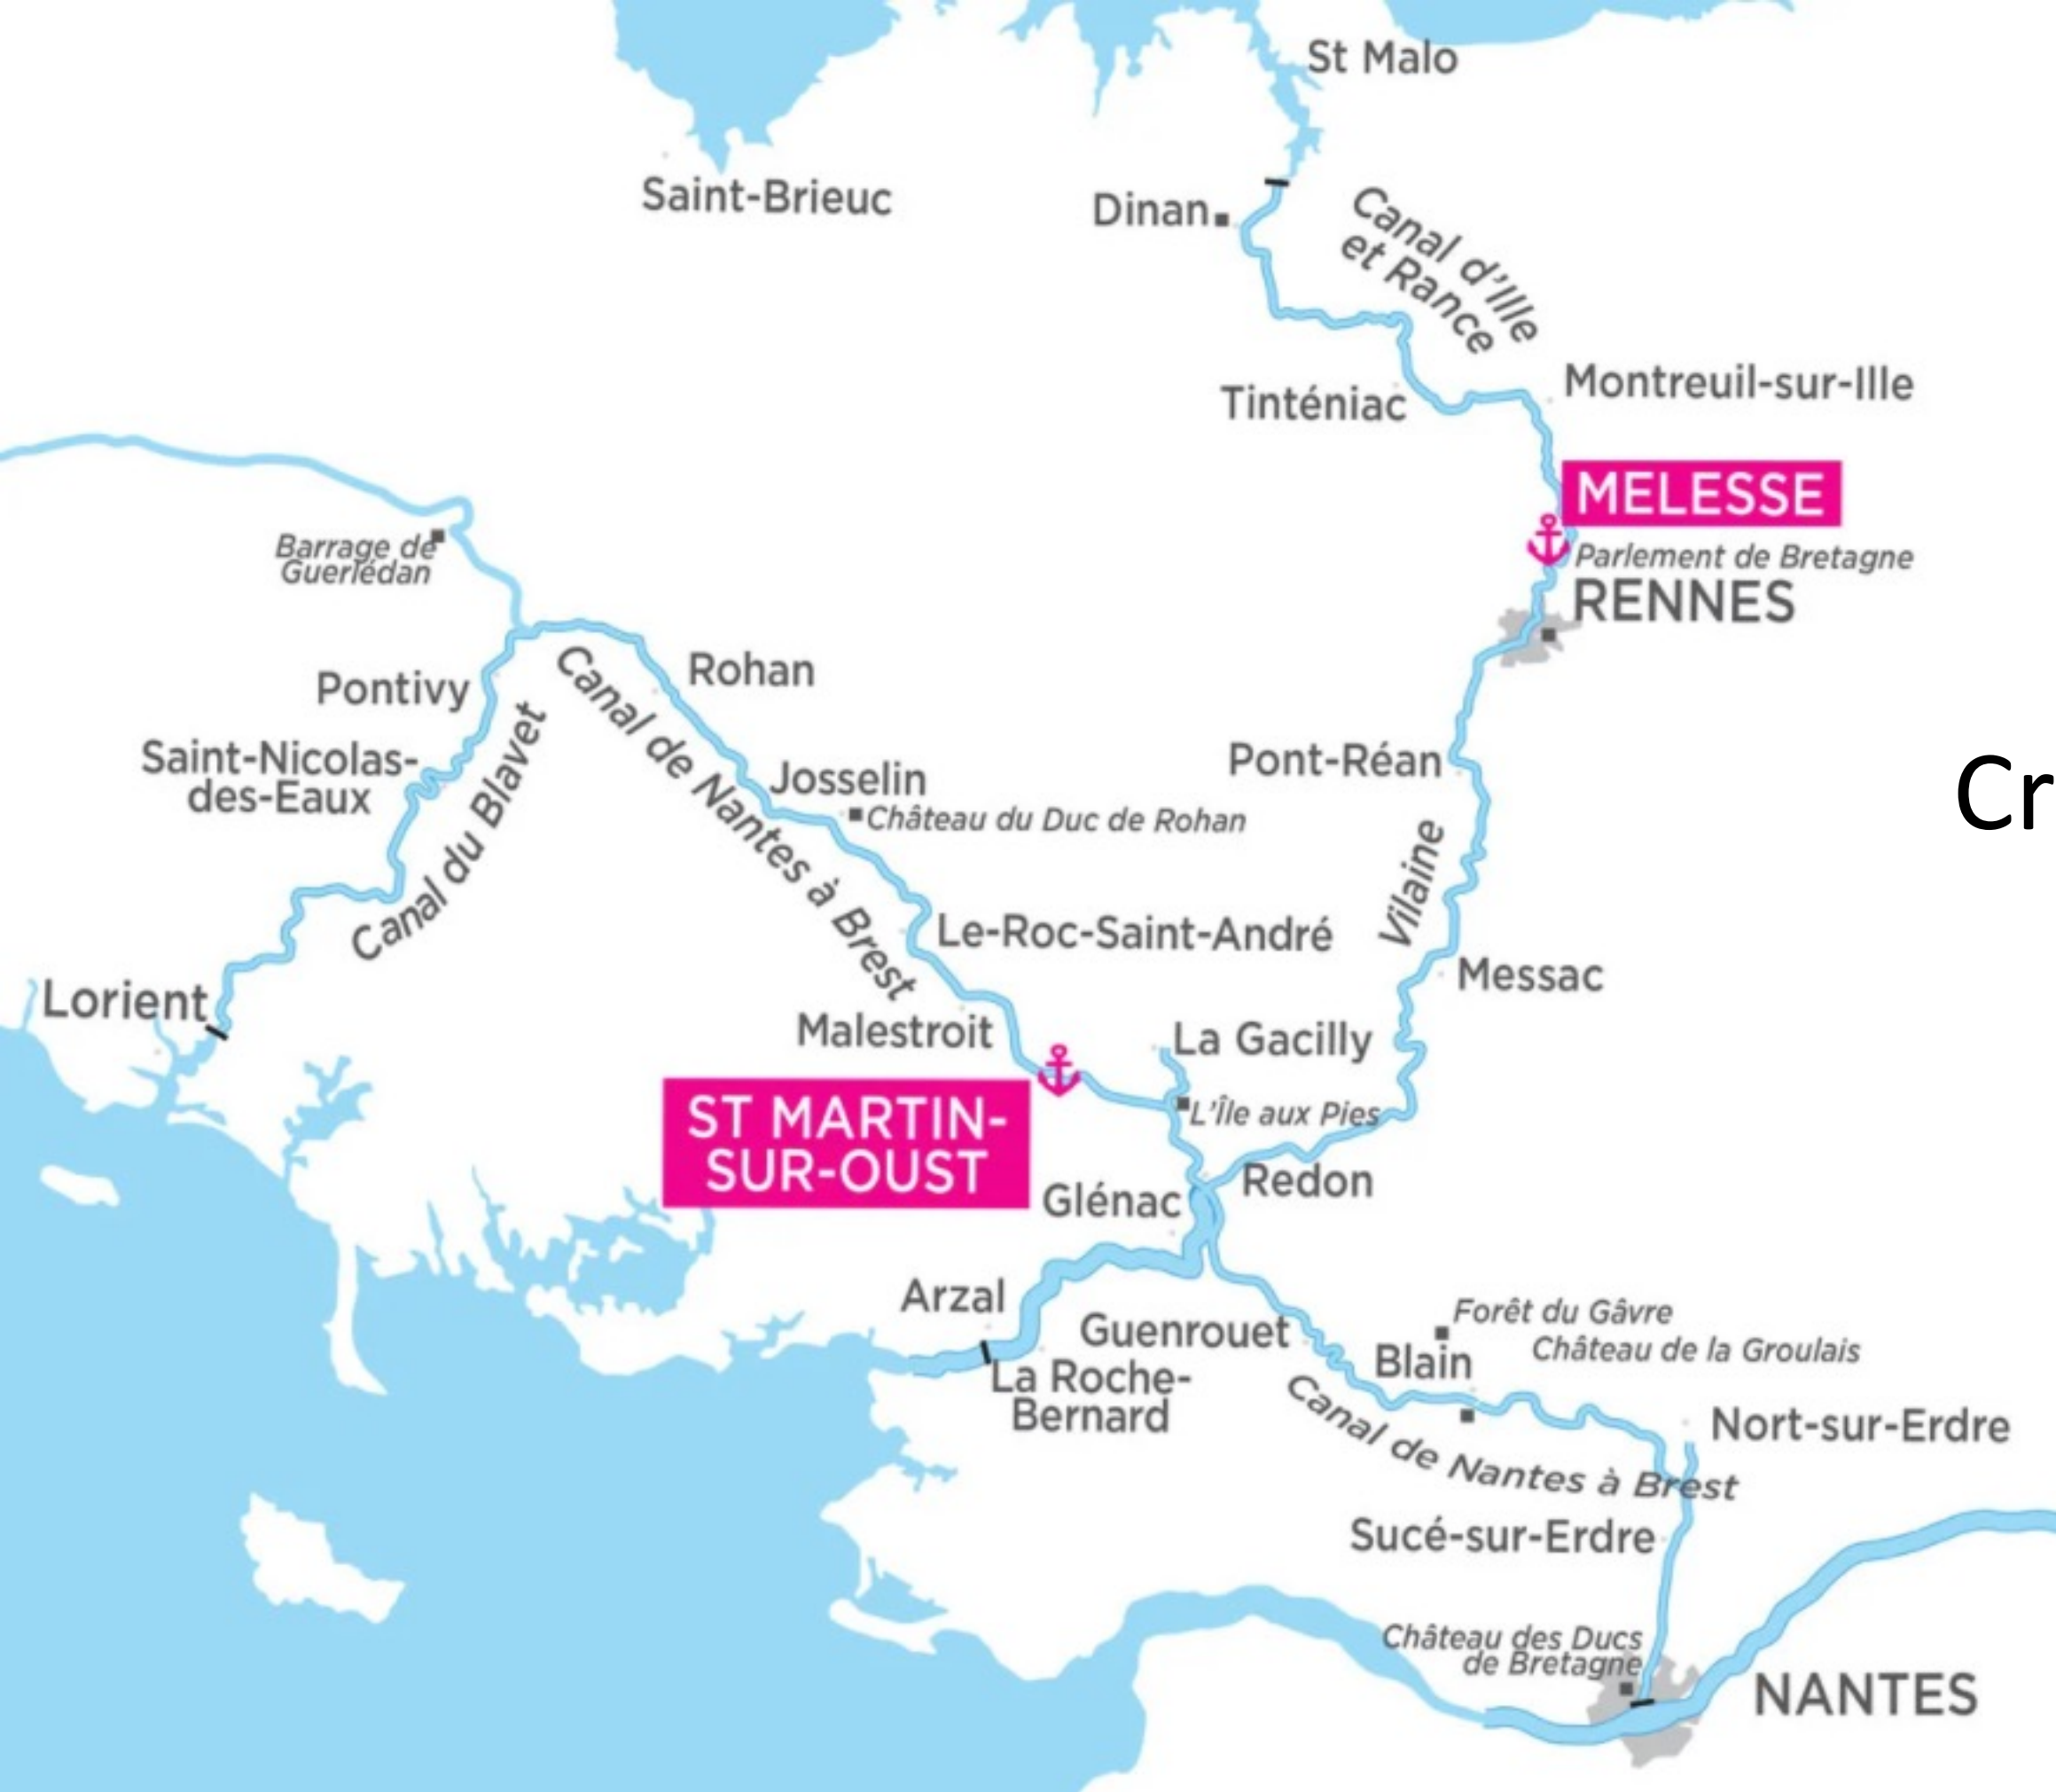 St Malo
Saint-Brieuc
Dinan
Canal d'Ille
et Rance
Tinténiac
Montreuil-sur-Ille
MELESSE
Barrage de
Guerlédan
Parlement de Bretagne
RENNES
Rohan
Pontivy
Canal de Nantes à Brest
Saint-Nicolas-
des-Eaux
Canal du Blavet
Josselin
Château du Duc de Rohan
Pont-Réan
Cr
Vilaine
Le-Roc-Saint-André
Messac
Lorient
Malestroit
La Gacilly
ST MARTIN-
SUR-OUST
L'Île aux Pies
Redon
Glénac
Arzal
Guenrouet
La Roche-
Bernard
Forêt du Gâvre
Château de la Groulais
Blain
Canal de Nantes à Brest
Nort-sur-Erdre
Sucé-sur-Erdre
Château des Ducs
de Bretagne
NANTES